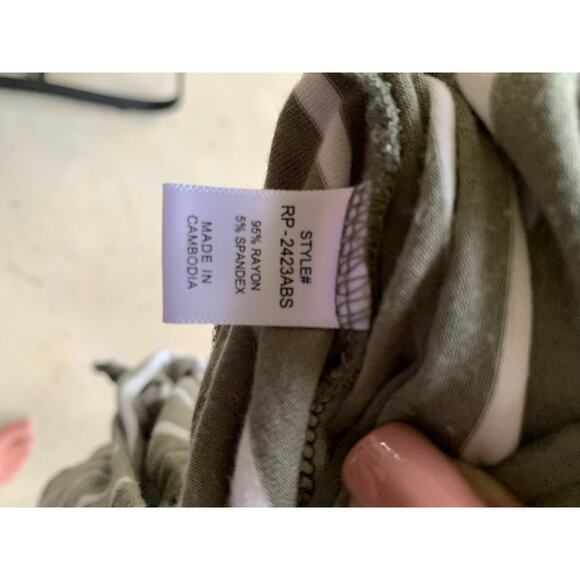 STYLE#
RP-2423ABS
95% RAYON
5% SPANDEX
MADE IN
CAMBODIA